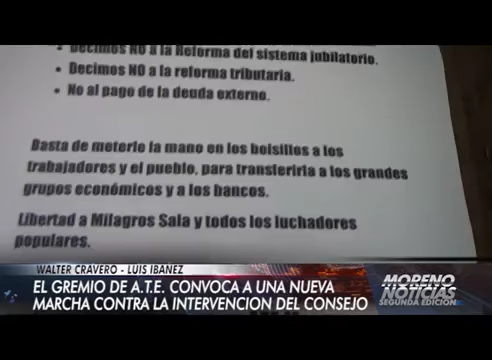 • Decimos NO a la Reforma del sistema jubilatorio.
• Decimos NO a la reforma tributaria.
• No al pago de la deuda externa.
Basta de meterle la mano en los bolsillos a los
trabajadores y el pueblo, para transferirla a los grandes
grupos económicos y a los bancos.
Libertad a Milagros Sala y todos los luchadores
populares.
WALTER CRAVERO - LUIS IBAÑEZ
EL GREMIO DE A.T.E. CONVOCA A UNA NUEVA
MARCHA CONTRA LA INTERVENCION DEL CONSEJO
MORENO
NOTICIAS
SEGUNDA EDICION